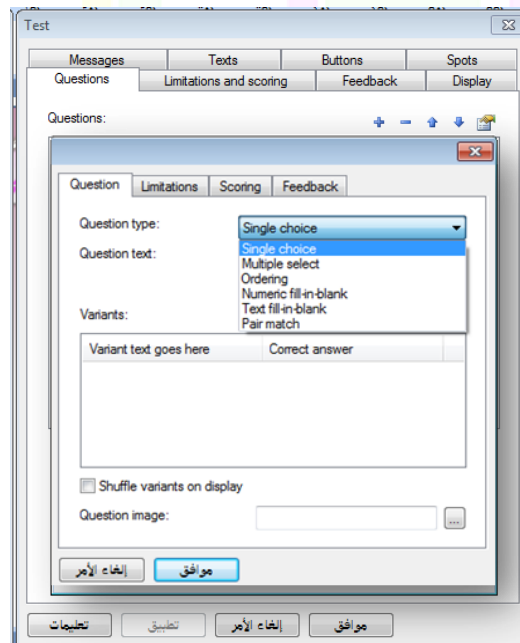 Test
Messages Texts Buttons Spots
Questions Limitations and scoring Feedback Display
Questions:
Question Limitations Scoring Feedback
Question type: Single choice
Single choice
Question text:
Multiple select
Ordering
Numeric fill-in-blank
Text fill-in-blank
Variants:
Pair match
Variant text goes here Correct answer
Shuffle variants on display
Question image: ...
إلغاء الأمر موافق
تعليمات تطبيق إلغاء الأمر موافق